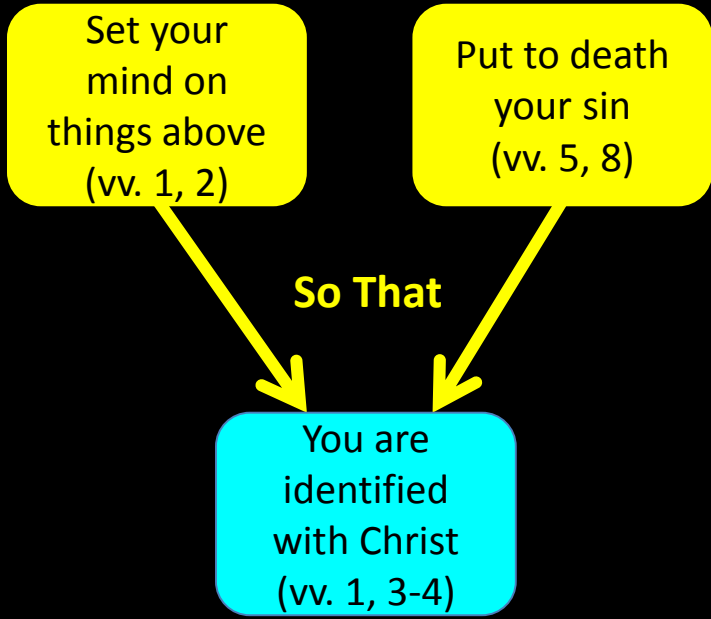 Set your
mind on
things above
(vv. 1, 2)
Put to death
your sin
(vv. 5, 8)
So That
You are
identified
with Christ
(vv. 1, 3-4)